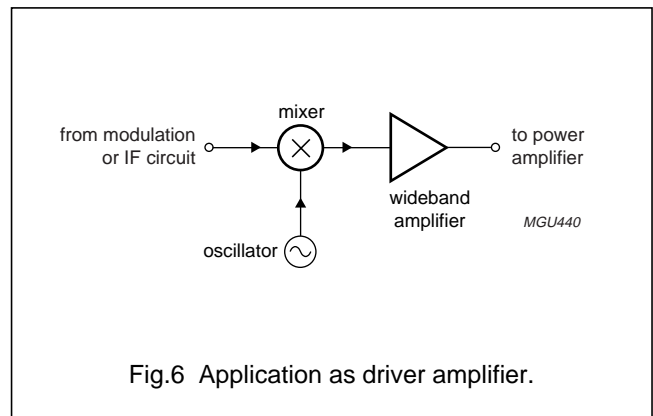 mixer
from modulation
or IF circuit
to power
amplifier
wideband
amplifier
MGU440
oscillator
Fig.6 Application as driver amplifier.